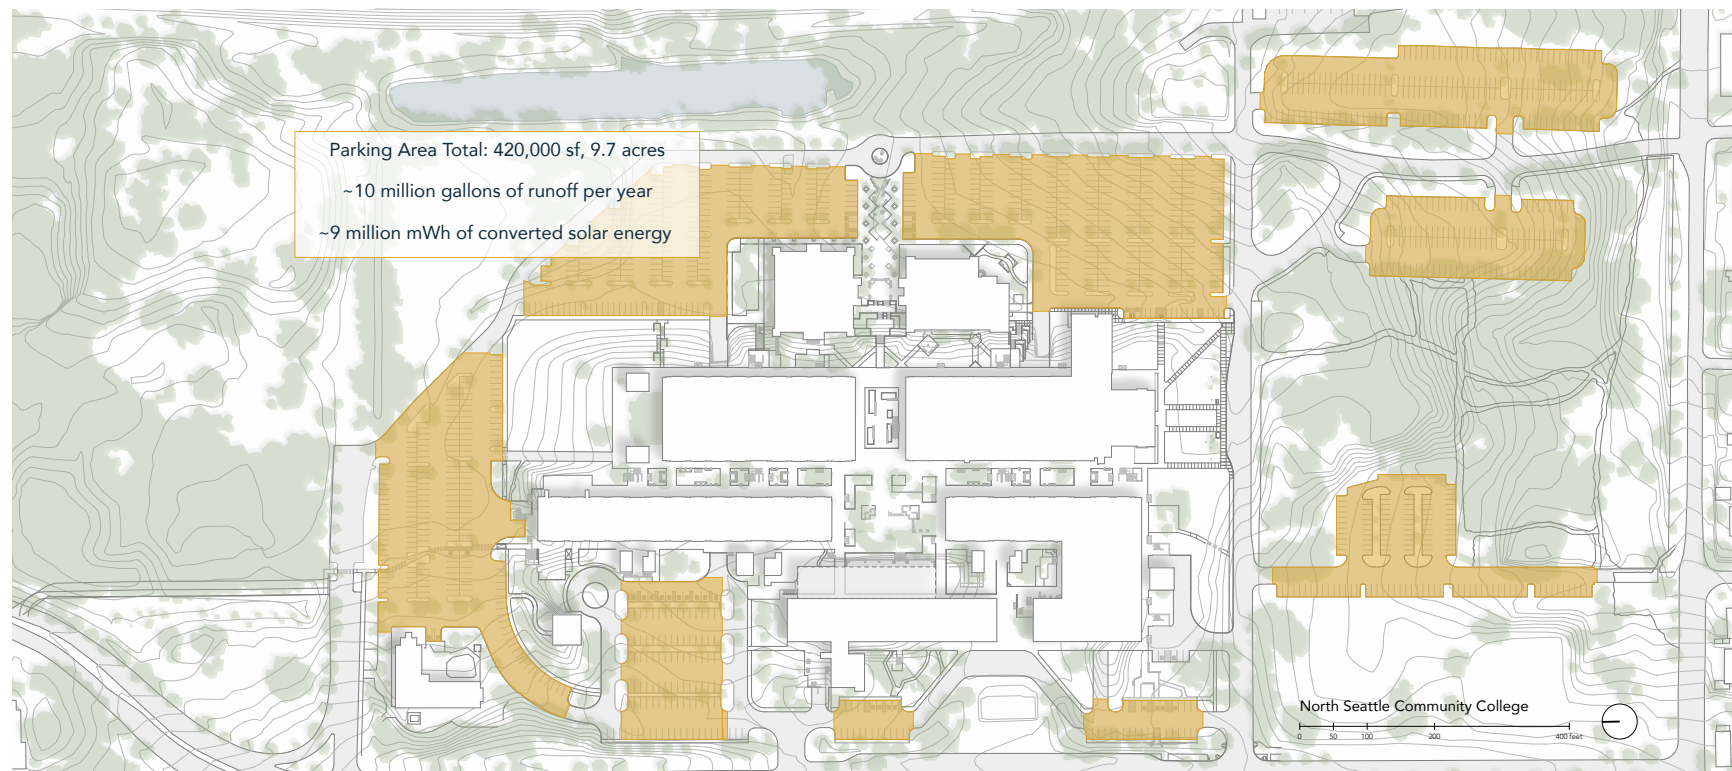 Parking Area Total: 420,000 sf, 9.7 acres
~10 million gallons of runoff per year
~9 million mWh of converted solar energy
North Seattle Community College
0 50 100 200 400 feet